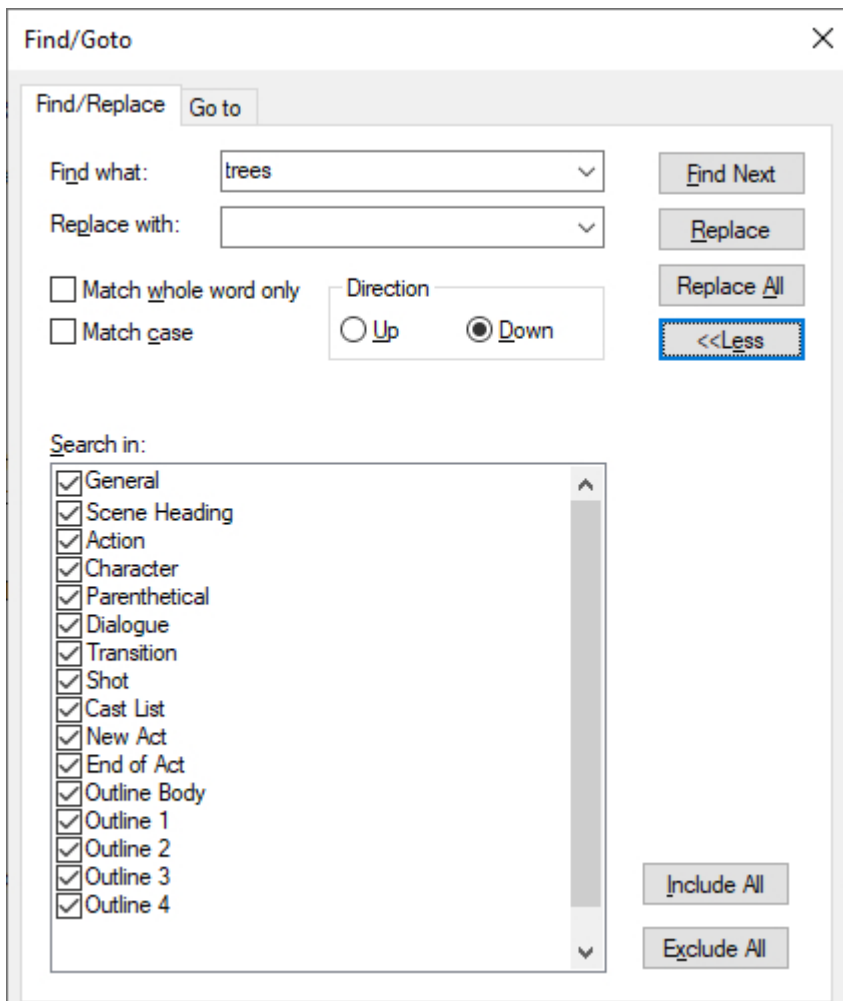 Find/Goto
Find/Replace
Go to
Find what:
trees
Find Next
Replace with:
Replace
Match whole word only
Direction
Replace All
Match case
Up
Down
<<Less
Search in:
General
Scene Heading
Action
Character
Parenthetical
Dialogue
Transition
Shot
Cast List
New Act
End of Act
Outline Body
Outline 1
Outline 2
Outline 3
Outline 4
Include All
Exclude All